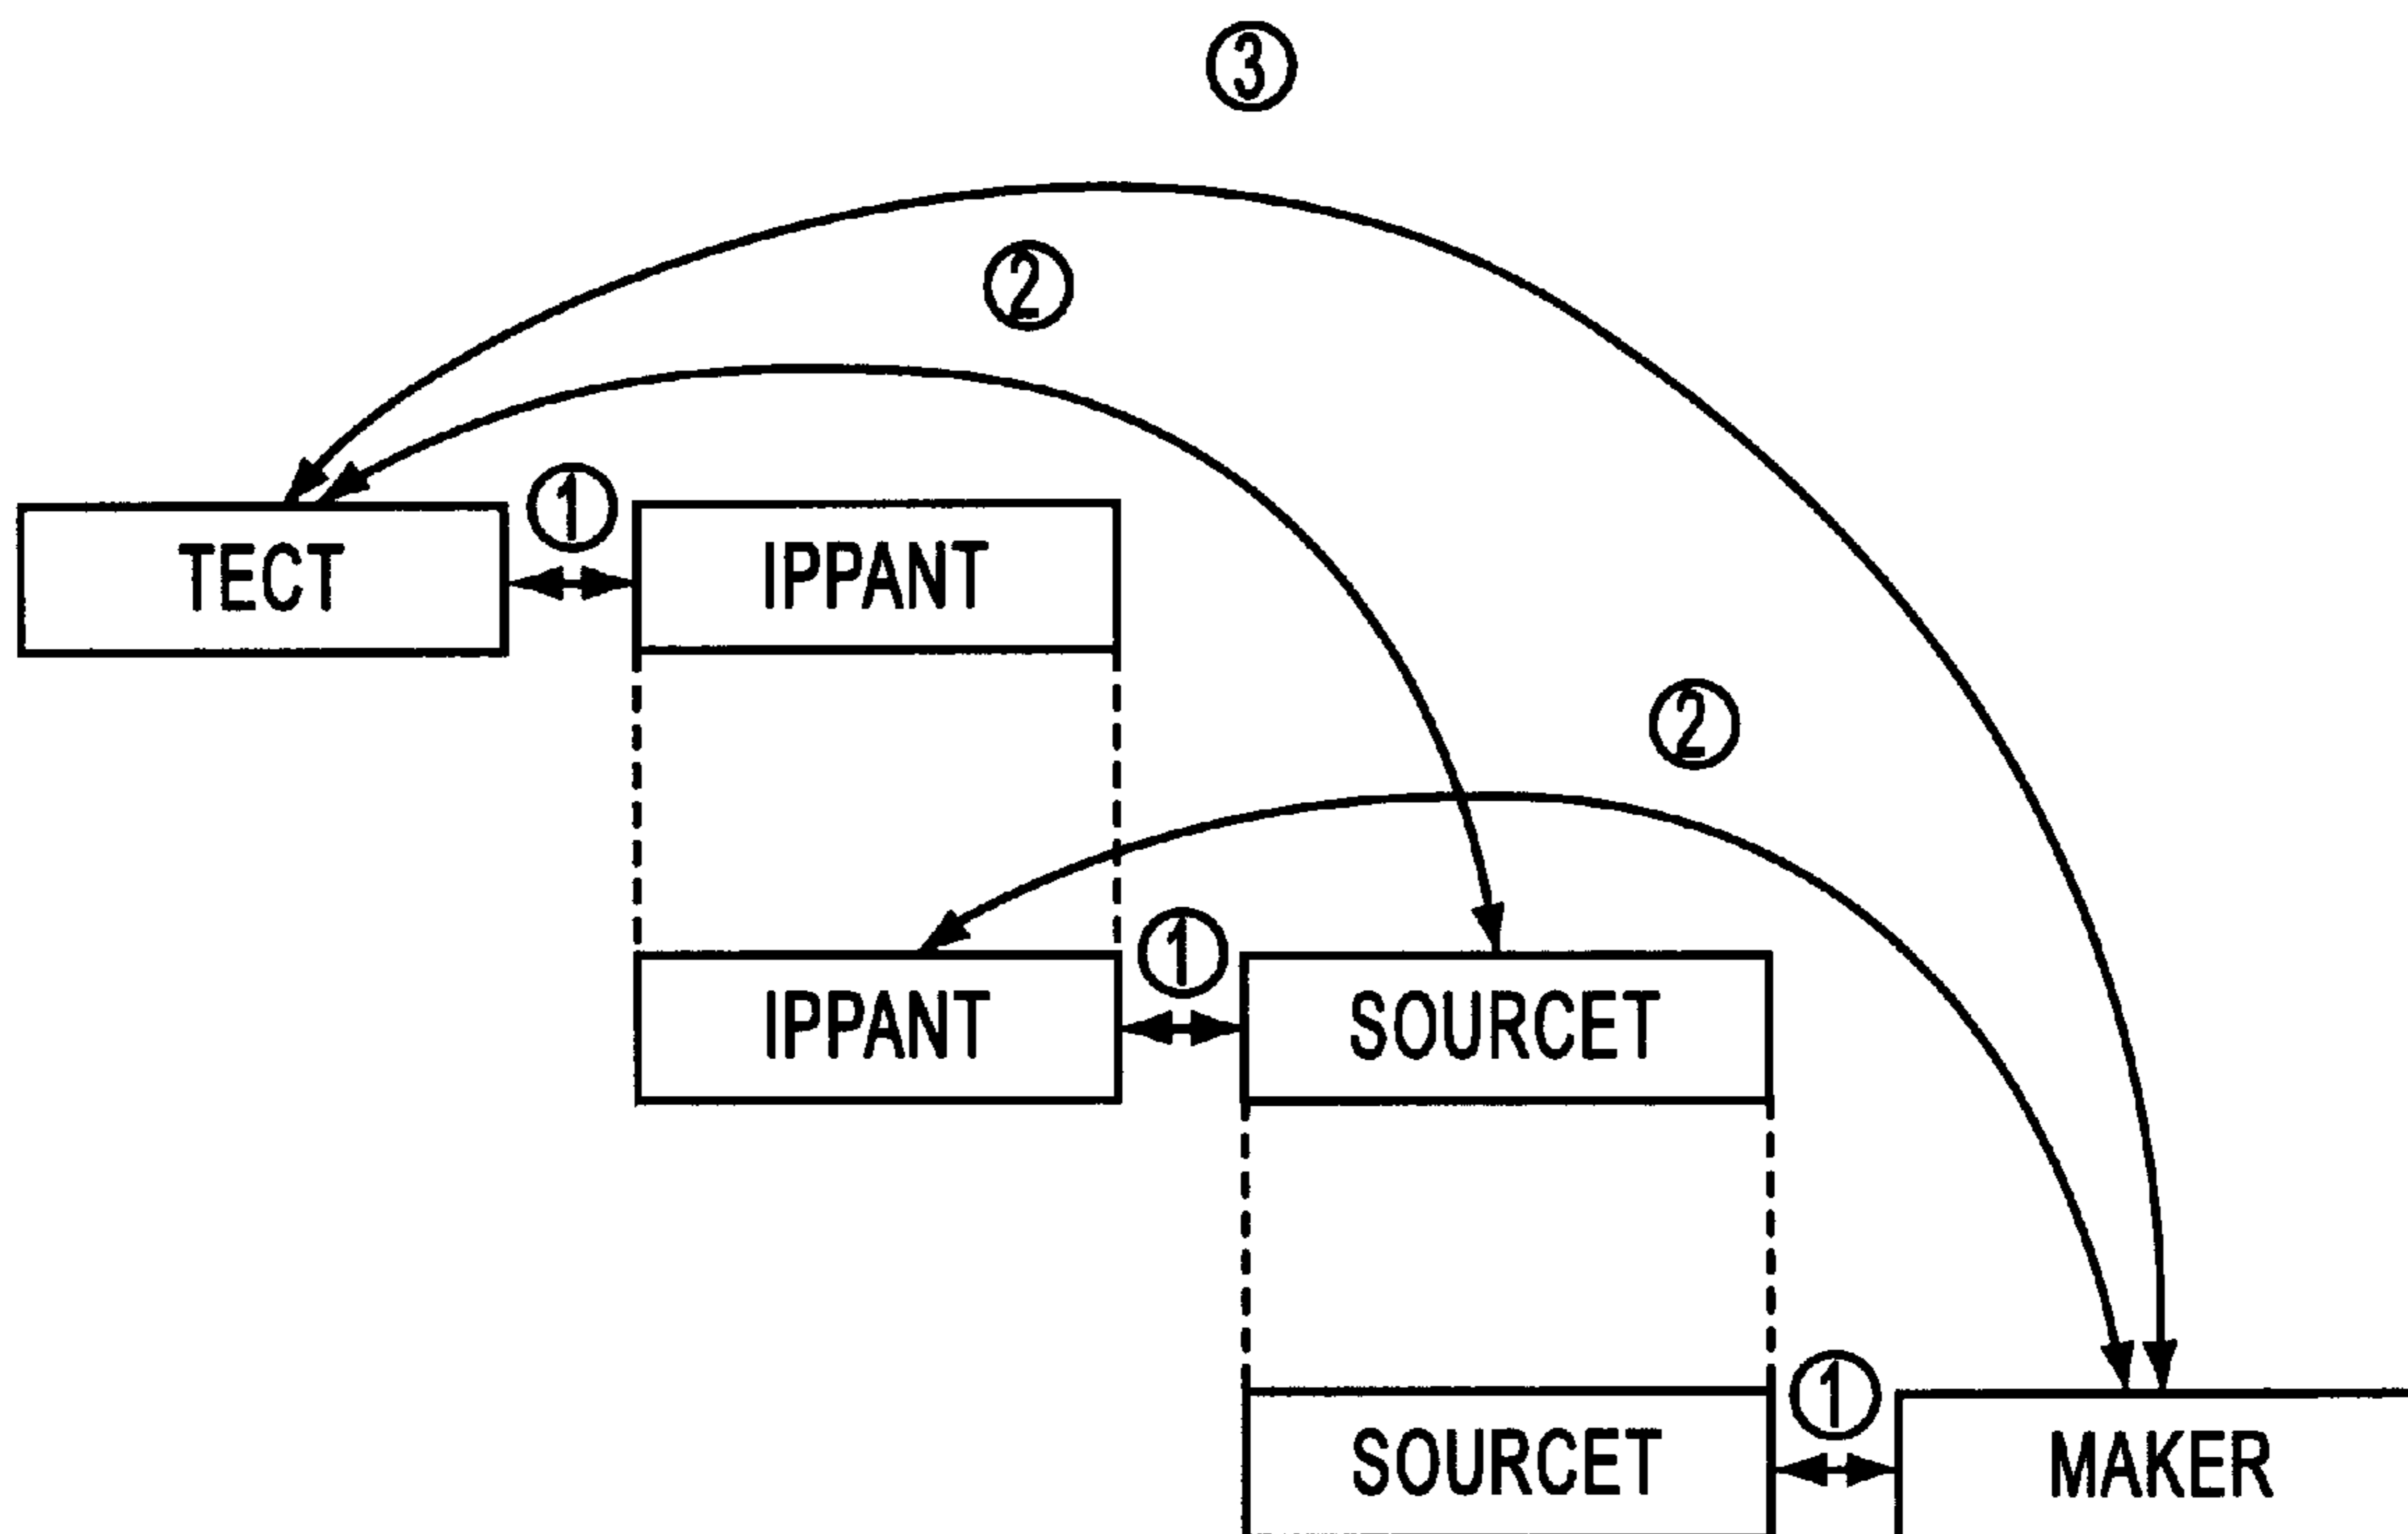 ③
②
① 
TECT IPPANT
②
①
IPPANT SOURCET
①
SOURCET MAKER